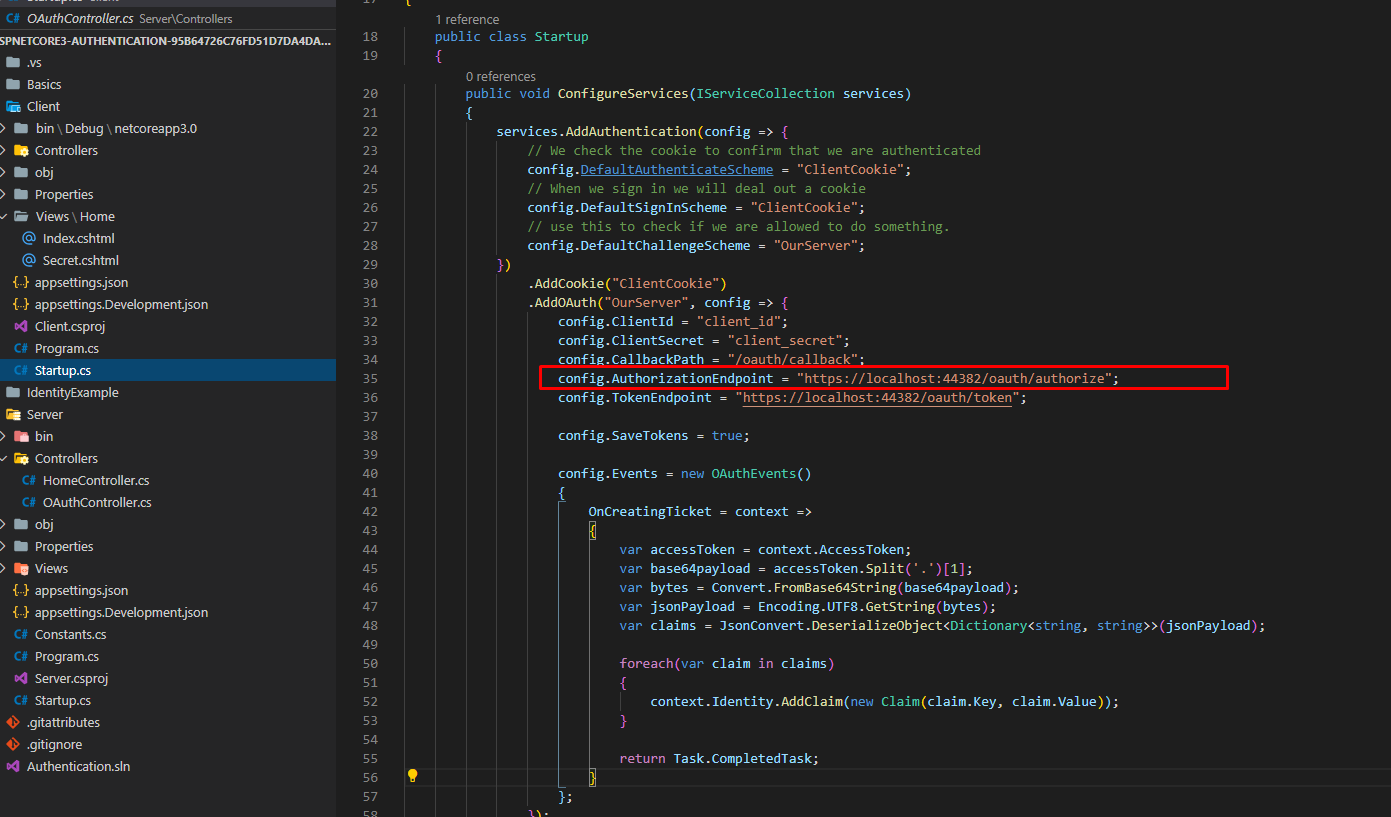 OAuthController.cs Server\Controllers
SPNETCORE3-AUTHENTICATION-95B64726C76FD51D7DA4DA...
.vs
Basics
Client
bin \ Debug \ netcoreapp3.0
Controllers
obj
Properties
Views \ Home
Index.cshtml
Secret.cshtml
appsettings.json
appsettings.Development.json
Client.csproj
Program.cs
Startup.cs
IdentityExample
Server
bin
Controllers
HomeController.cs
OAuthController.cs
obj
Properties
Views
appsettings.json
appsettings.Development.json
Constants.cs
Program.cs
Server.csproj
Startup.cs
.gitattributes
.gitignore
Authentication.sln
17 {
1 reference
18 public class Startup
19 {
0 references
20 public void ConfigureServices(IServiceCollection services)
21 {
22 services.AddAuthentication(config => {
23 // We check the cookie to confirm that we are authenticated
24 config.DefaultAuthenticateScheme = "ClientCookie";
25 // When we sign in we will deal out a cookie
26 config.DefaultSignInScheme = "ClientCookie";
27 // use this to check if we are allowed to do something.
28 config.DefaultChallengeScheme = "OurServer";
29 })
30 .AddCookie("ClientCookie")
31 .AddOAuth("OurServer", config => {
32 config.ClientId = "client_id";
33 config.ClientSecret = "client_secret";
34 config.CallbackPath = "/oauth/callback";
35 config.AuthorizationEndpoint = "https://localhost:44382/oauth/authorize";
36 config.TokenEndpoint = "https://localhost:44382/oauth/token";
37
38 config.SaveTokens = true;
39
40 config.Events = new OAuthEvents()
41 {
42 OnCreatingTicket = context =>
43 {
44 var accessToken = context.AccessToken;
45 var base64payload = accessToken.Split('.')[1];
46 var bytes = Convert.FromBase64String(base64payload);
47 var jsonPayload = Encoding.UTF8.GetString(bytes);
48 var claims = JsonConvert.DeserializeObject<Dictionary<string, string>>(jsonPayload);
49
50 foreach(var claim in claims)
51 {
52 context.Identity.AddClaim(new Claim(claim.Key, claim.Value));
53 }
54
55 return Task.CompletedTask;
56 }
57 };
58 });